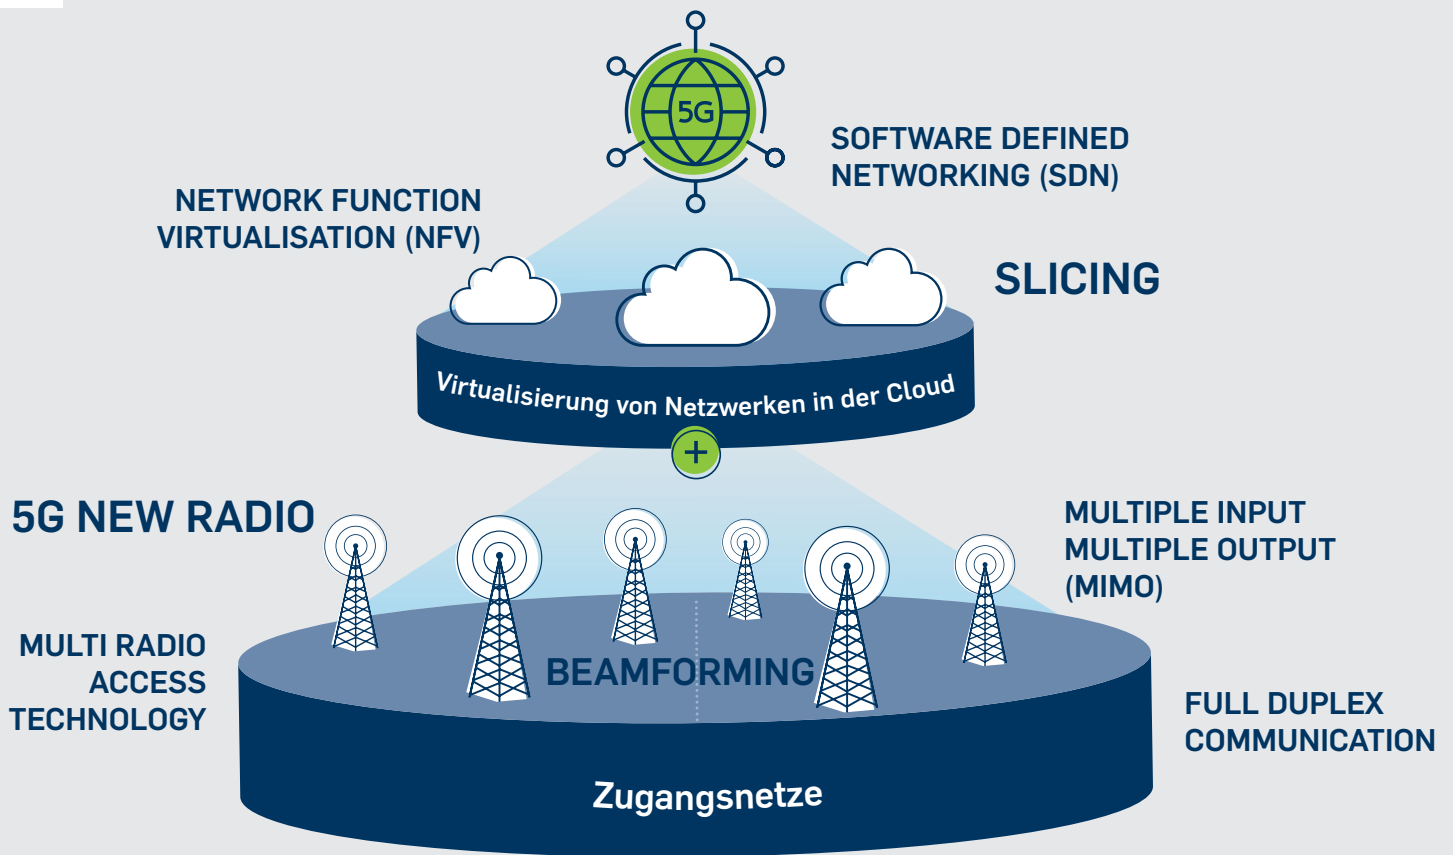 5G
SOFTWARE DEFINED
NETWORKING (SDN)
NETWORK FUNCTION
VIRTUALISATION (NFV)
SLICING
Virtualisierung von Netzwerken in der Cloud
+
5G NEW RADIO
MULTIPLE INPUT
MULTIPLE OUTPUT
(MIMO)
MULTI RADIO
ACCESS
TECHNOLOGY
BEAMFORMING
FULL DUPLEX
COMMUNICATION
Zugangsnetze